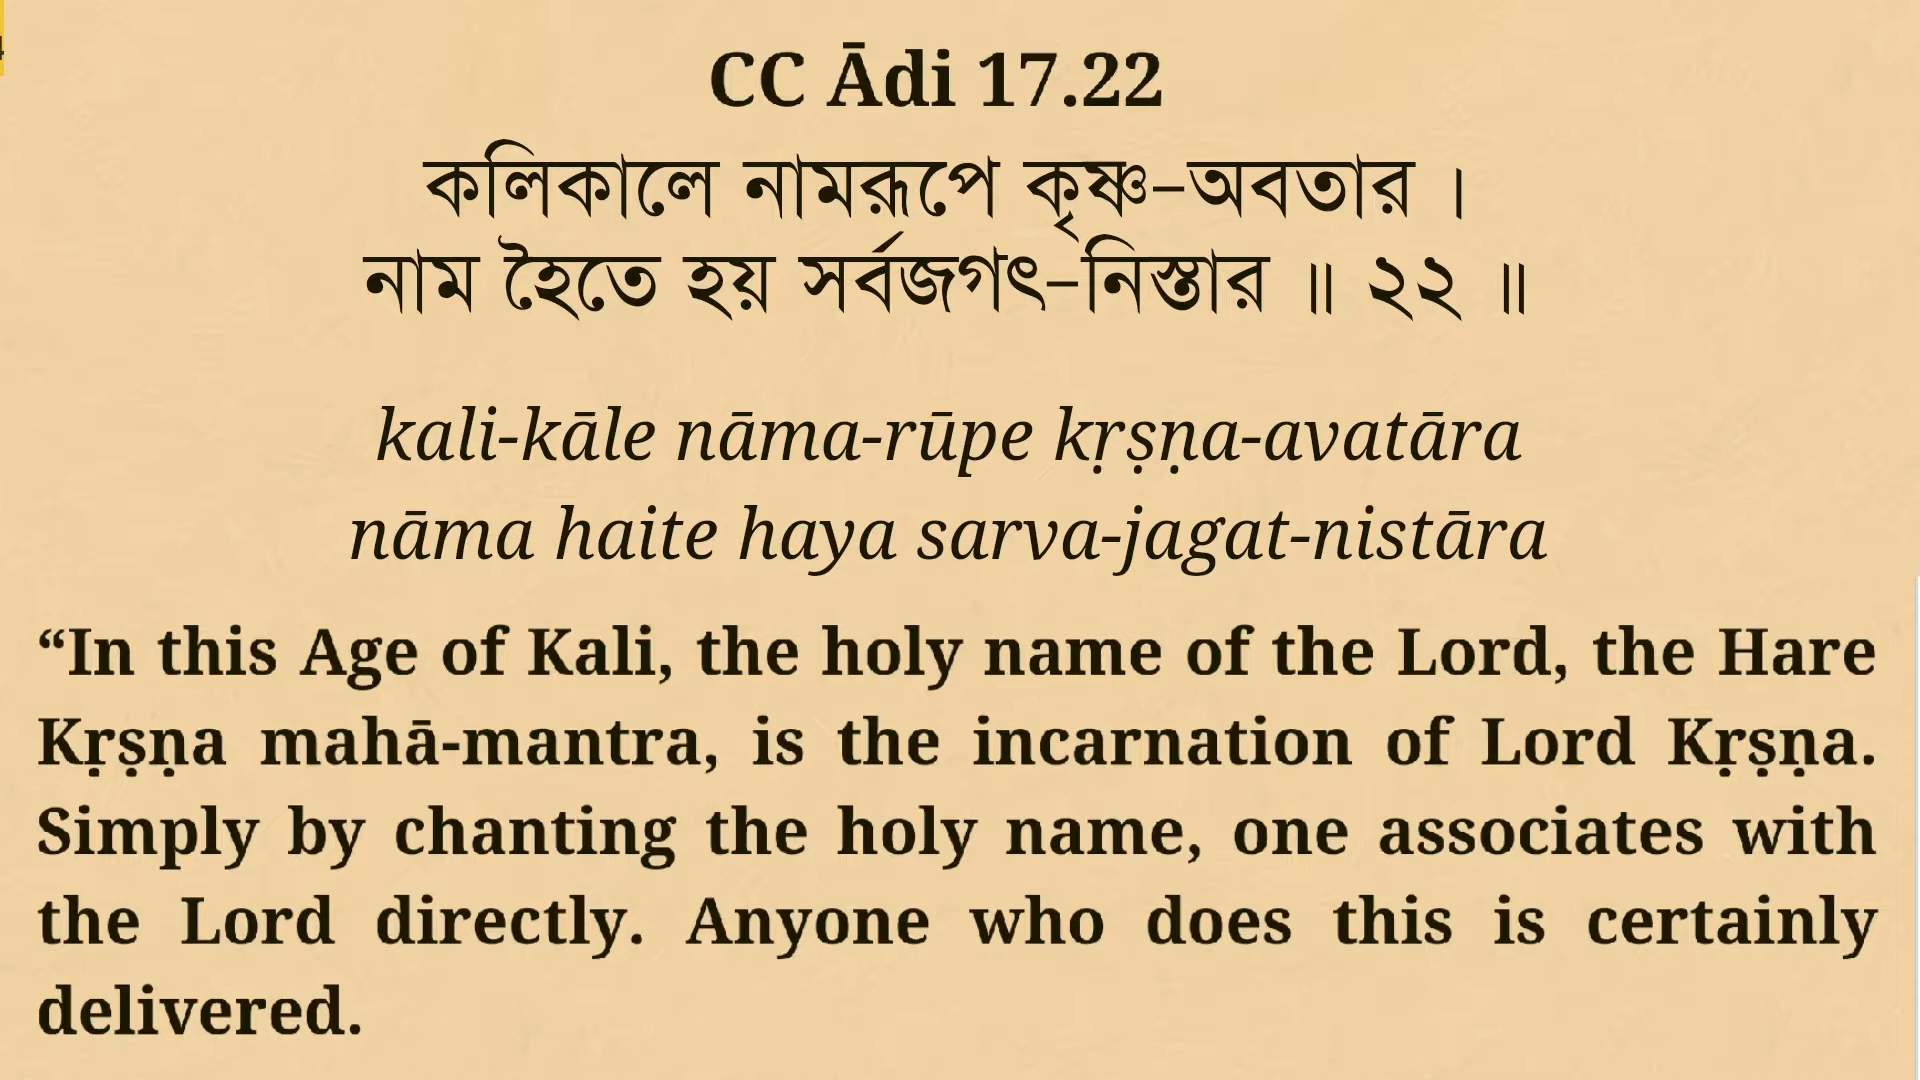 CC Ādi 17.22
কলিকালে নামরূপে কৃষ্ণ-অবতার ।
নাম হৈতে হয় সর্বজগৎ-নিস্তার ॥ ২২ ॥
kali-kāle nāma-rūpe kṛṣṇa-avatāra
nāma haite haya sarva-jagat-nistāra
“In this Age of Kali, the holy name of the Lord, the Hare
Kṛṣṇa mahā-mantra, is the incarnation of Lord Kṛṣṇa.
Simply by chanting the holy name, one associates with
the Lord directly. Anyone who does this is certainly
delivered.